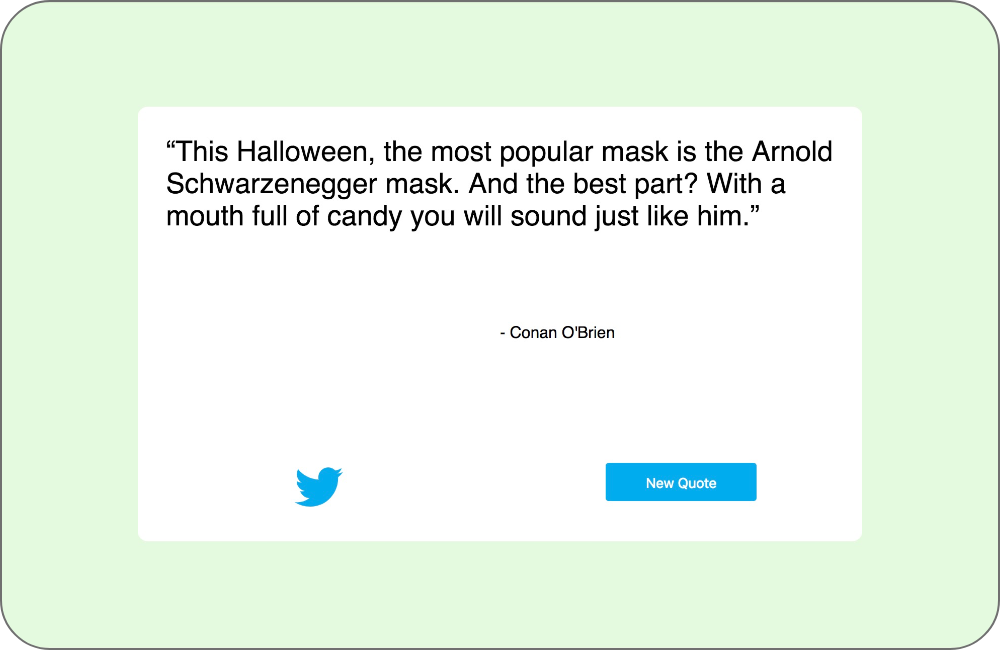 “This Halloween, the most popular mask is the Arnold
Schwarzenegger mask. And the best part? With a
mouth full of candy you will sound just like him.”
- Conan O'Brien
New Quote